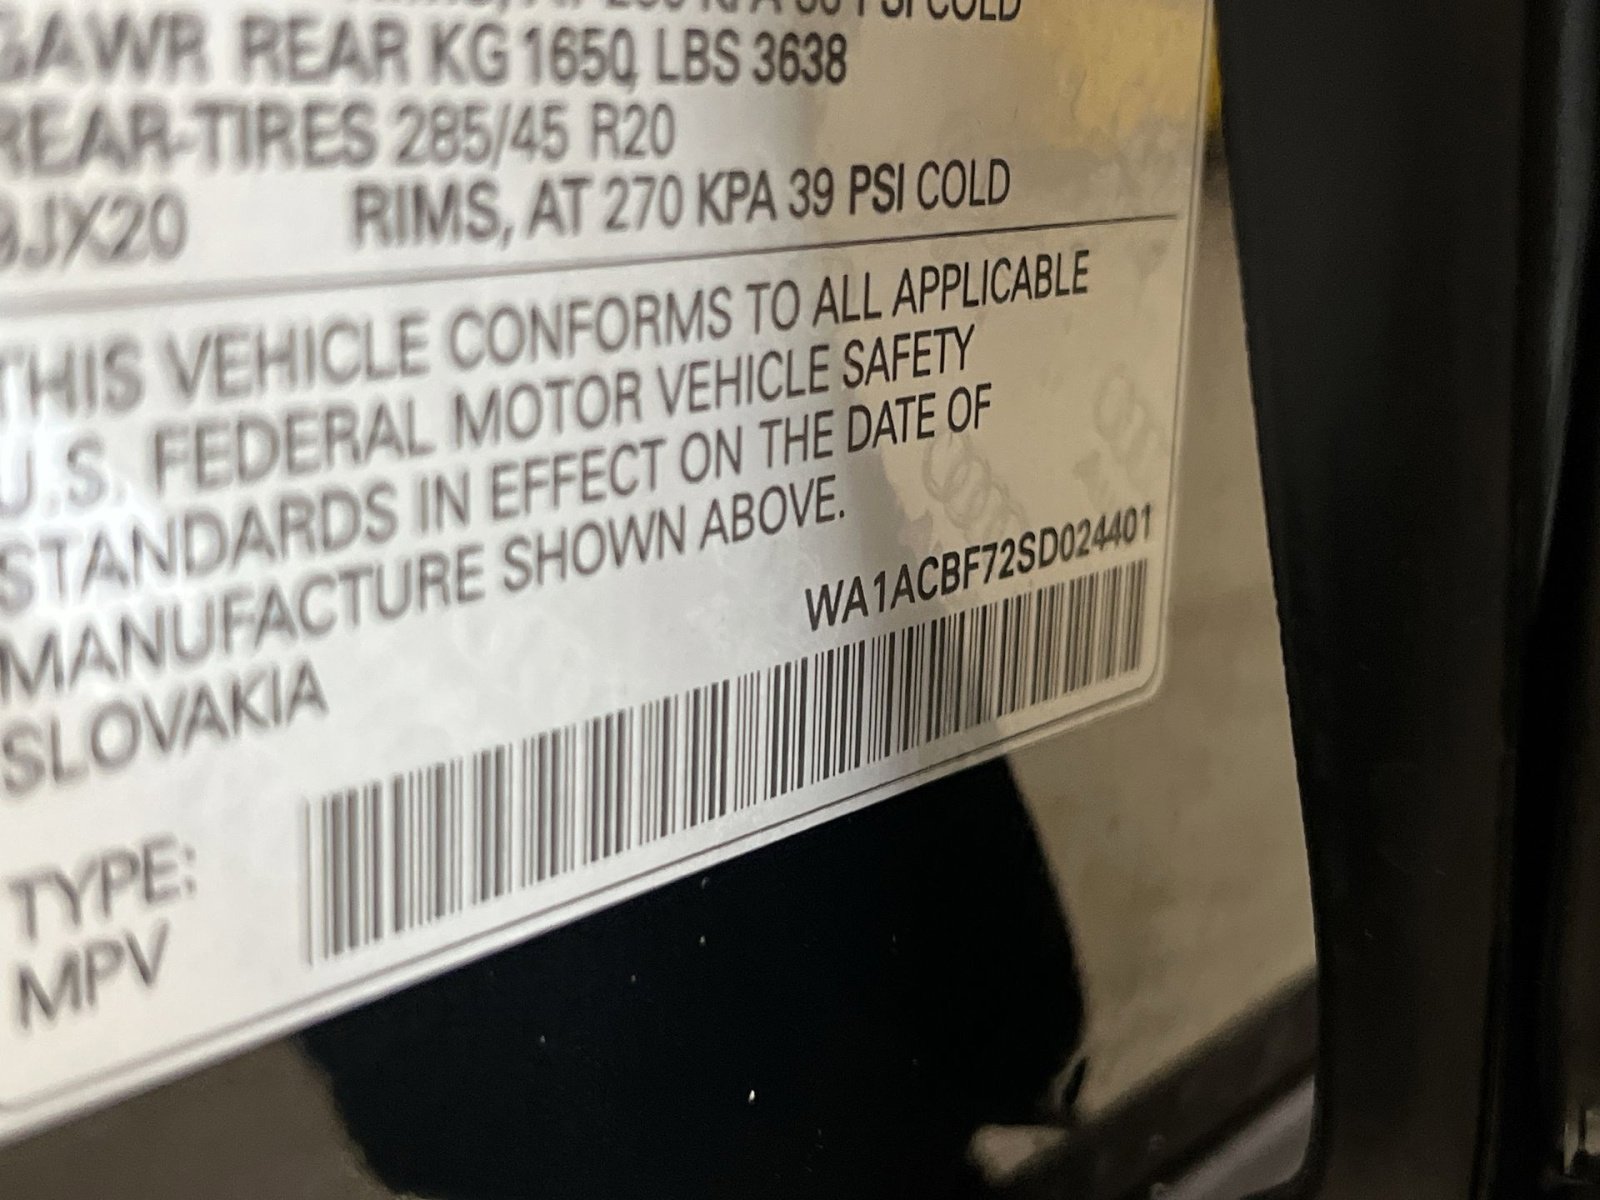 GAWR REAR KG 1650, LBS 3638
REAR-TIRES 285/45 R20
9JX20 RIMS, AT 270 KPA 39 PSI COLD
THIS VEHICLE CONFORMS TO ALL APPLICABLE
U.S. FEDERAL MOTOR VEHICLE SAFETY
STANDARDS IN EFFECT ON THE DATE OF
MANUFACTURE SHOWN ABOVE.
SLOVAKIA
WA1ACBF72SD024401
TYPE:
MPV